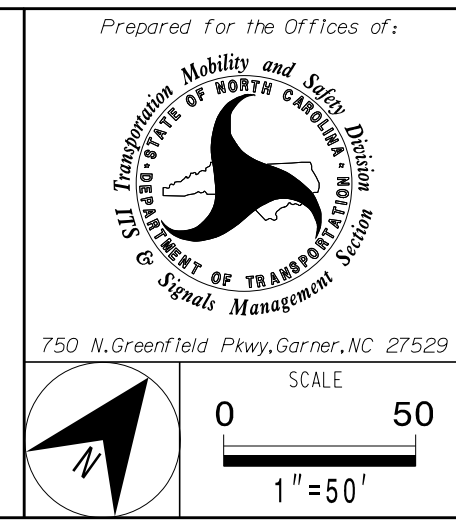 Prepared for the Offices of:
Transportation Mobility and Safety Division
STATE OF NORTH CAROLINA
DEPARTMENT OF TRANSPORTATION
ITS & Signals Management Section
750 N.Greenfield Pkwy,Garner,NC 27529
N
SCALE
0 50
1"=50'